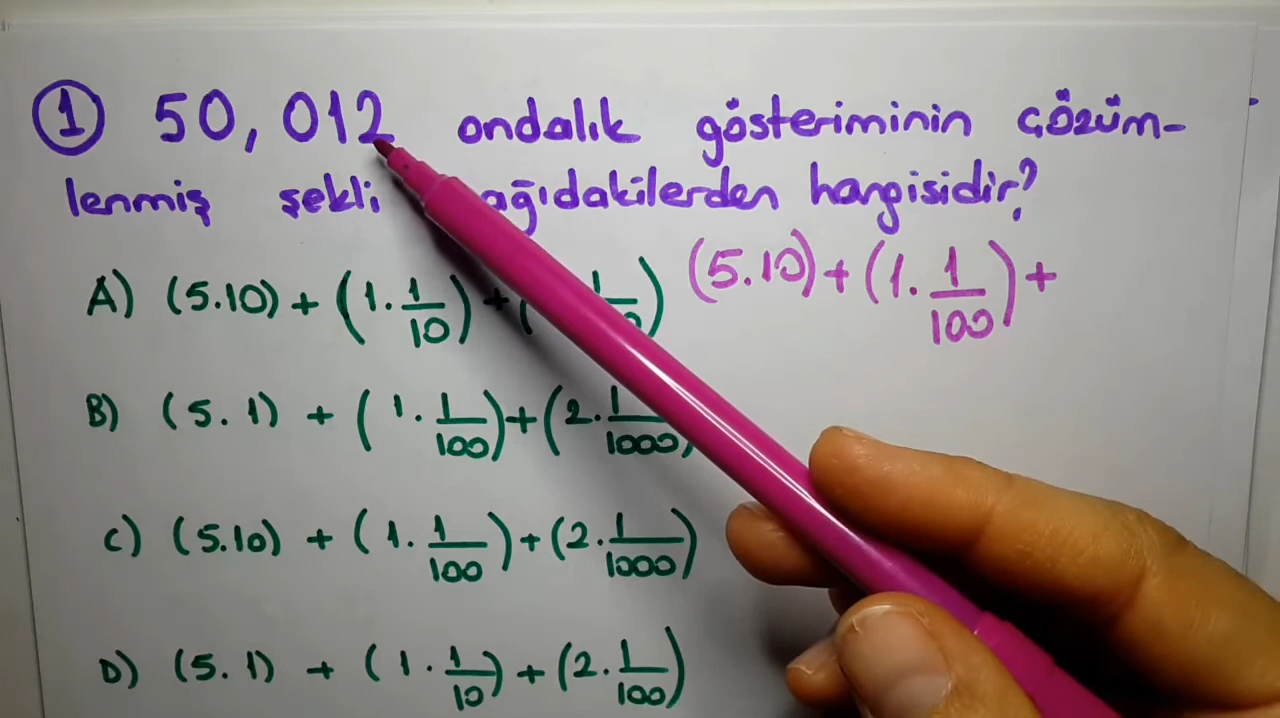 1 50,012 ondalık gösteriminin çözüm-
lenmiş şekli ağıdakilerden hangisidir?
(5.10)+(1.1/100)+
A) (5.10)+(1.1/10)+(
B) (5.1)+(1.1/100)+(2.1/1000)
C) (5.10)+(1.1/100)+(2.1/1000)
D) (5.1)+(1.1/10)+(2.1/100)